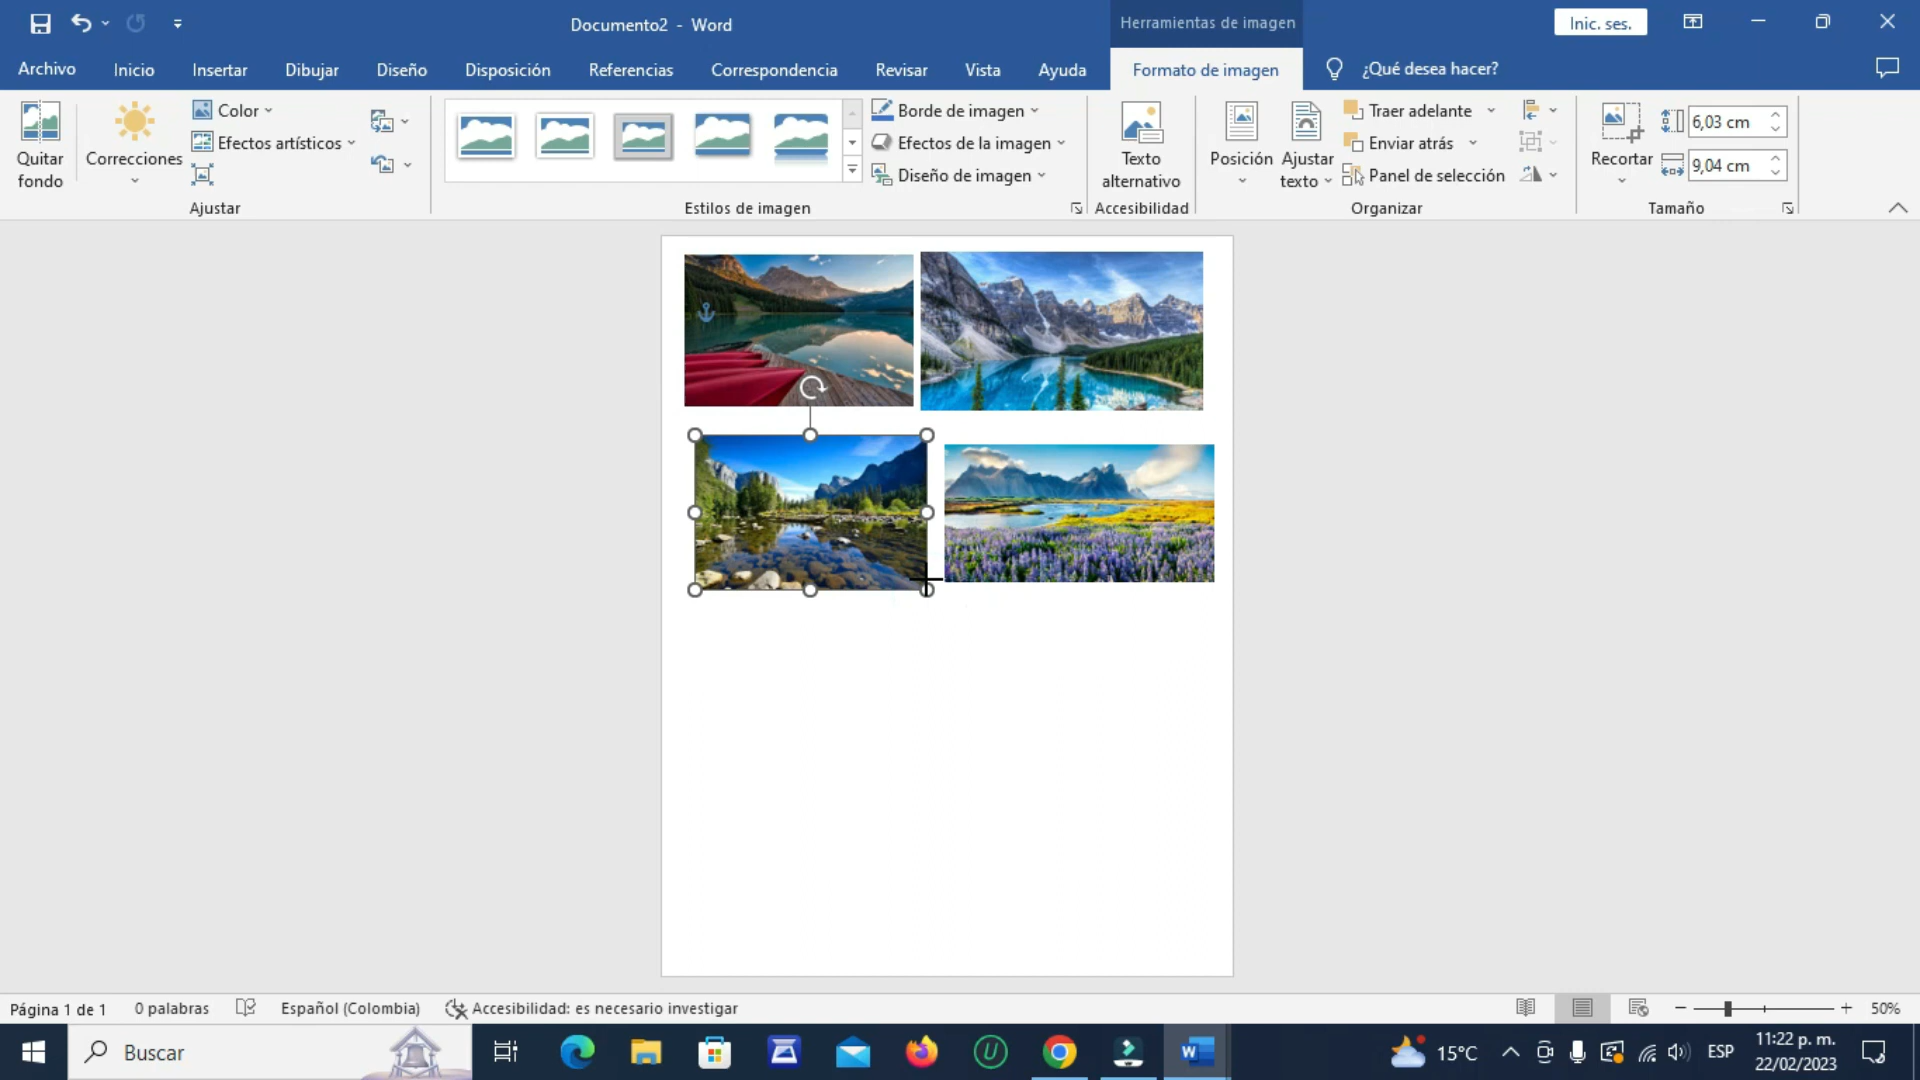 Documento2 - Word
Herramientas de imagen
Inic. ses.
Archivo
Inicio
Insertar
Dibujar
Diseño
Disposición
Referencias
Correspondencia
Revisar
Vista
Ayuda
Formato de imagen
¿Qué desea hacer?
Quitar
fondo
Correcciones
Color
Efectos artísticos
Ajustar
Borde de imagen
Efectos de la imagen
Diseño de imagen
Estilos de imagen
Texto
alternativo
Accesibilidad
Posición
Ajustar
texto
Traer adelante
Enviar atrás
Panel de selección
Organizar
Recortar
6,03 cm
9,04 cm
Tamaño
Página 1 de 1
0 palabras
Español (Colombia)
Accesibilidad: es necesario investigar
50%
Buscar
15°C
ESP
11:22 p. m.
22/02/2023